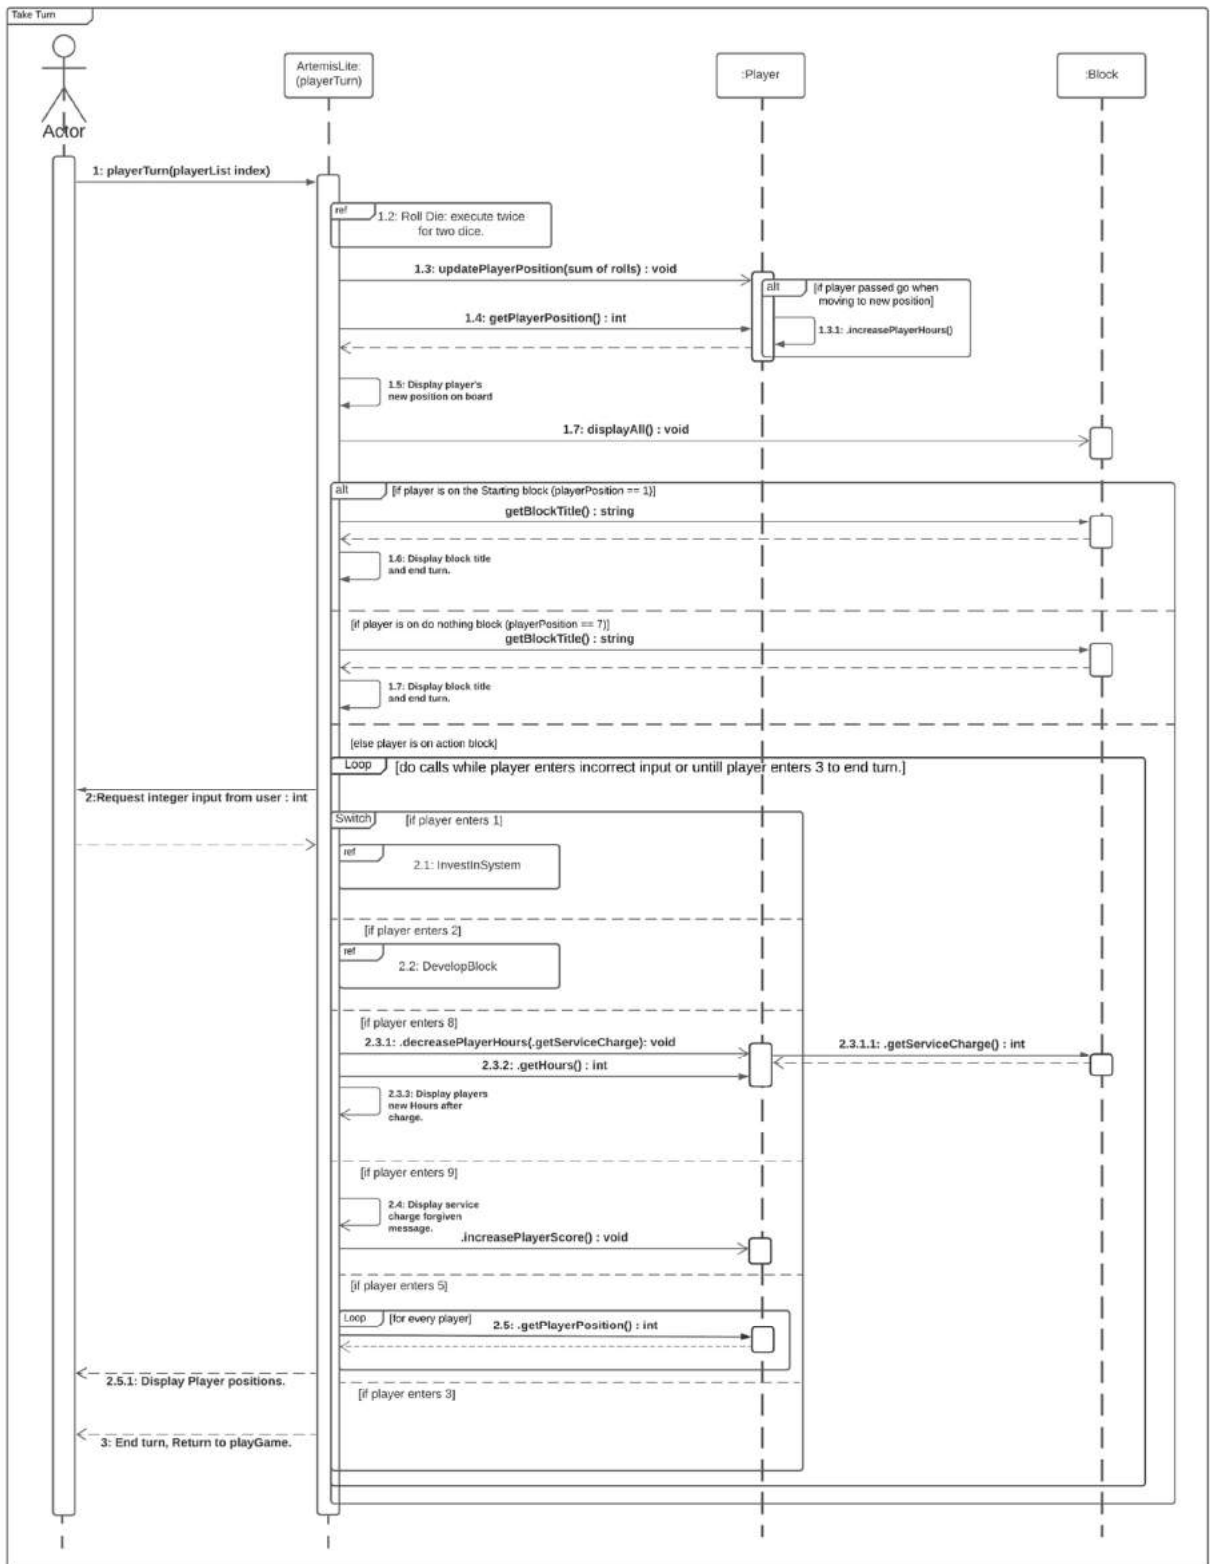 Take Turn
Actor
ArtemisLite:
(playerTurn)
:Player
:Block
1: playerTurn(playerList index)
ref
1.2: Roll Die: execute twice
for two dice.
1.3: updatePlayerPosition(sum of rolls) : void
alt
[if player passed go when
moving to new position]
1.4: getPlayerPosition() : int
1.3.1: .increasePlayerHours()
1.5: Display player's
new position on board
1.7: displayAll() : void
alt
[if player is on the Starting block (playerPosition == 1)]
getBlockTitle() : string
1.6: Display block title
and end turn.
[if player is on do nothing block (playerPosition == 7)]
getBlockTitle() : string
1.7: Display block title
and end turn.
[else player is on action block]
Loop
[do calls while player enters incorrect input or untill player enters 3 to end turn.]
2:Request integer input from user : int
Switch
[if player enters 1]
ref
2.1: InvestInSystem
[if player enters 2]
ref
2.2: DevelopBlock
[if player enters 8]
2.3.1: .decreasePlayerHours(.getServiceCharge): void
2.3.1.1: .getServiceCharge() : int
2.3.2: .getHours() : int
2.3.3: Display players
new Hours after
charge.
[if player enters 9]
2.4: Display service
charge forgiven
message.
.increasePlayerScore() : void
[if player enters 5]
Loop
[for every player]
2.5: .getPlayerPosition() : int
2.5.1: Display Player positions.
[if player enters 3]
3: End turn, Return to playGame.